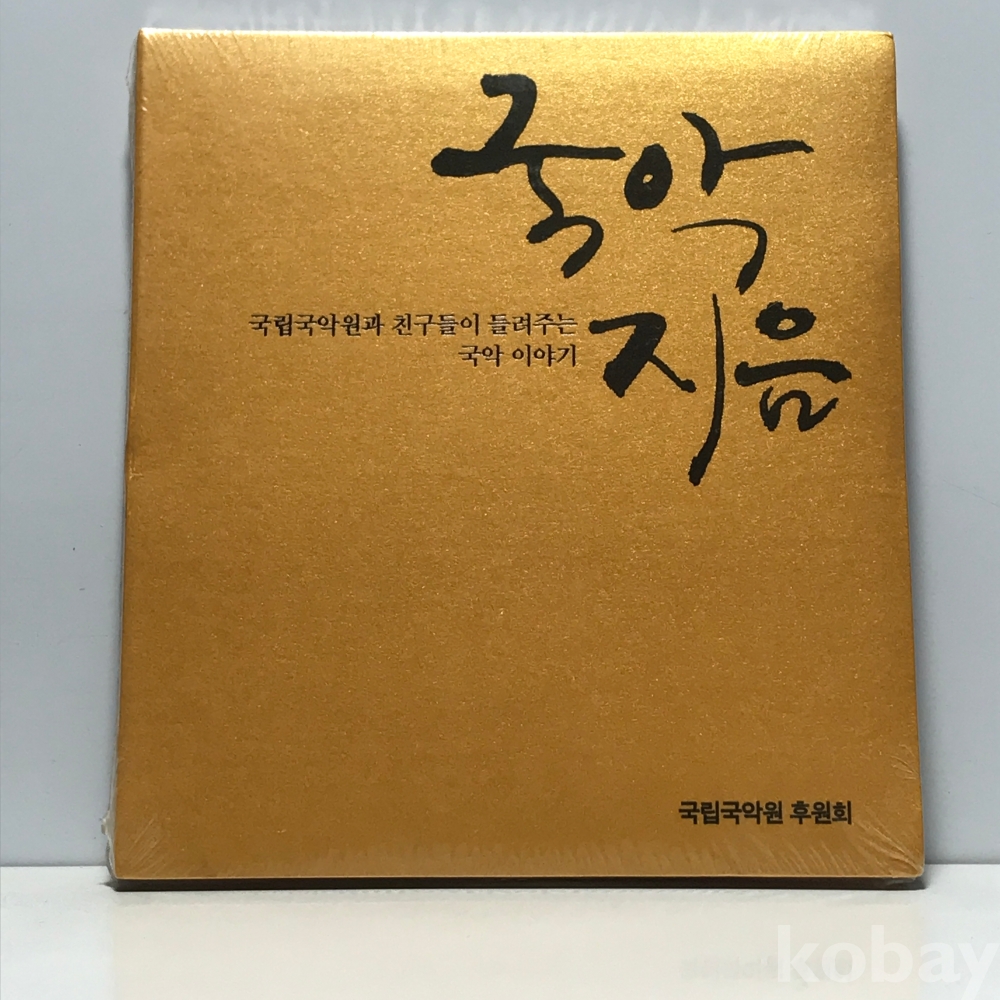 국악
지음
국립국악원과 친구들이 들려주는
국악 이야기
국립국악원 후원회
kobay